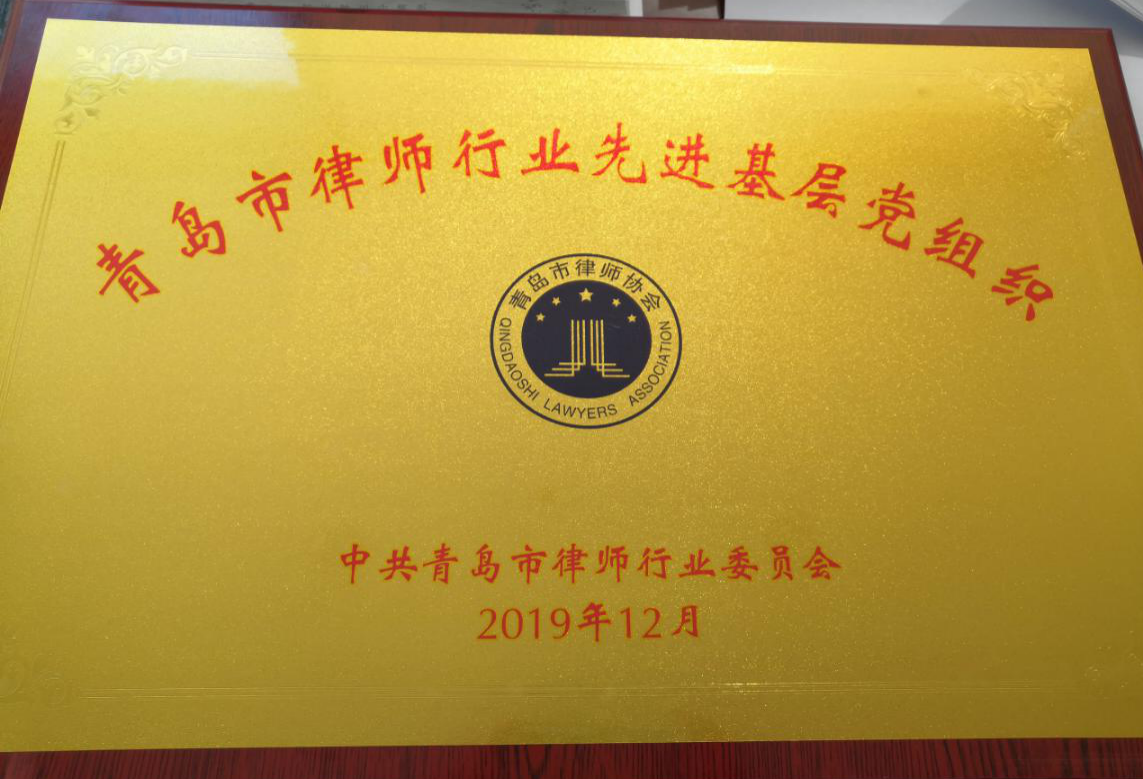 青岛市律师行业先进基层党组织
青岛市律师协会
QINGDAOSHI LAWYERS ASSOCIATION
中共青岛市律师行业委员会
2019年12月